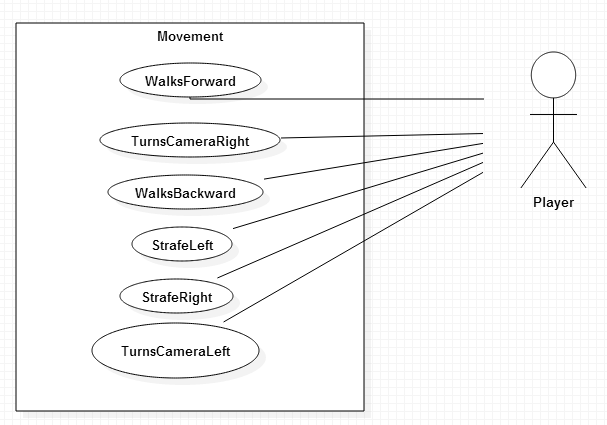 Movement
WalksForward
TurnsCameraRight
WalksBackward
StrafeLeft
StrafeRight
TurnsCameraLeft
Player